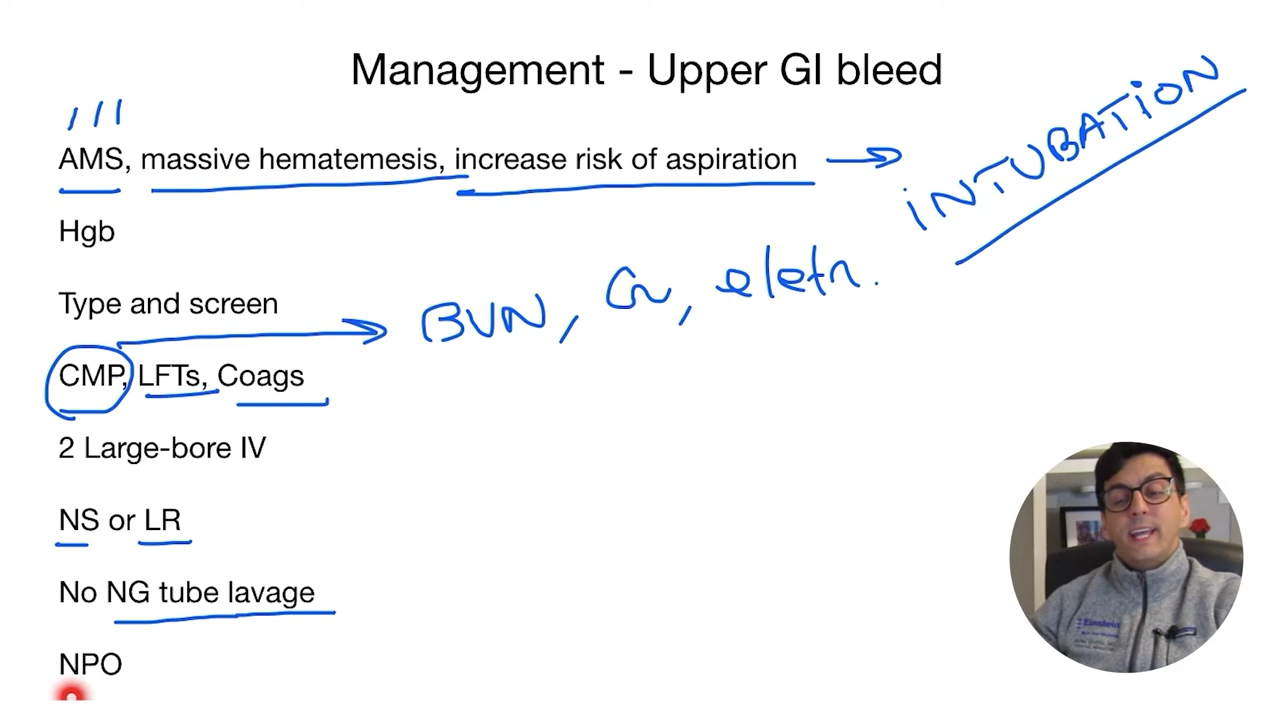 Management - Upper GI bleed
AMS, massive hematemesis, increase risk of aspiration
INTUBATION
Hgb
Type and screen
BUN, Cr, eletr.
CMP, LFTs, Coags
2 Large-bore IV
NS or LR
No NG tube lavage
NPO
Einstein